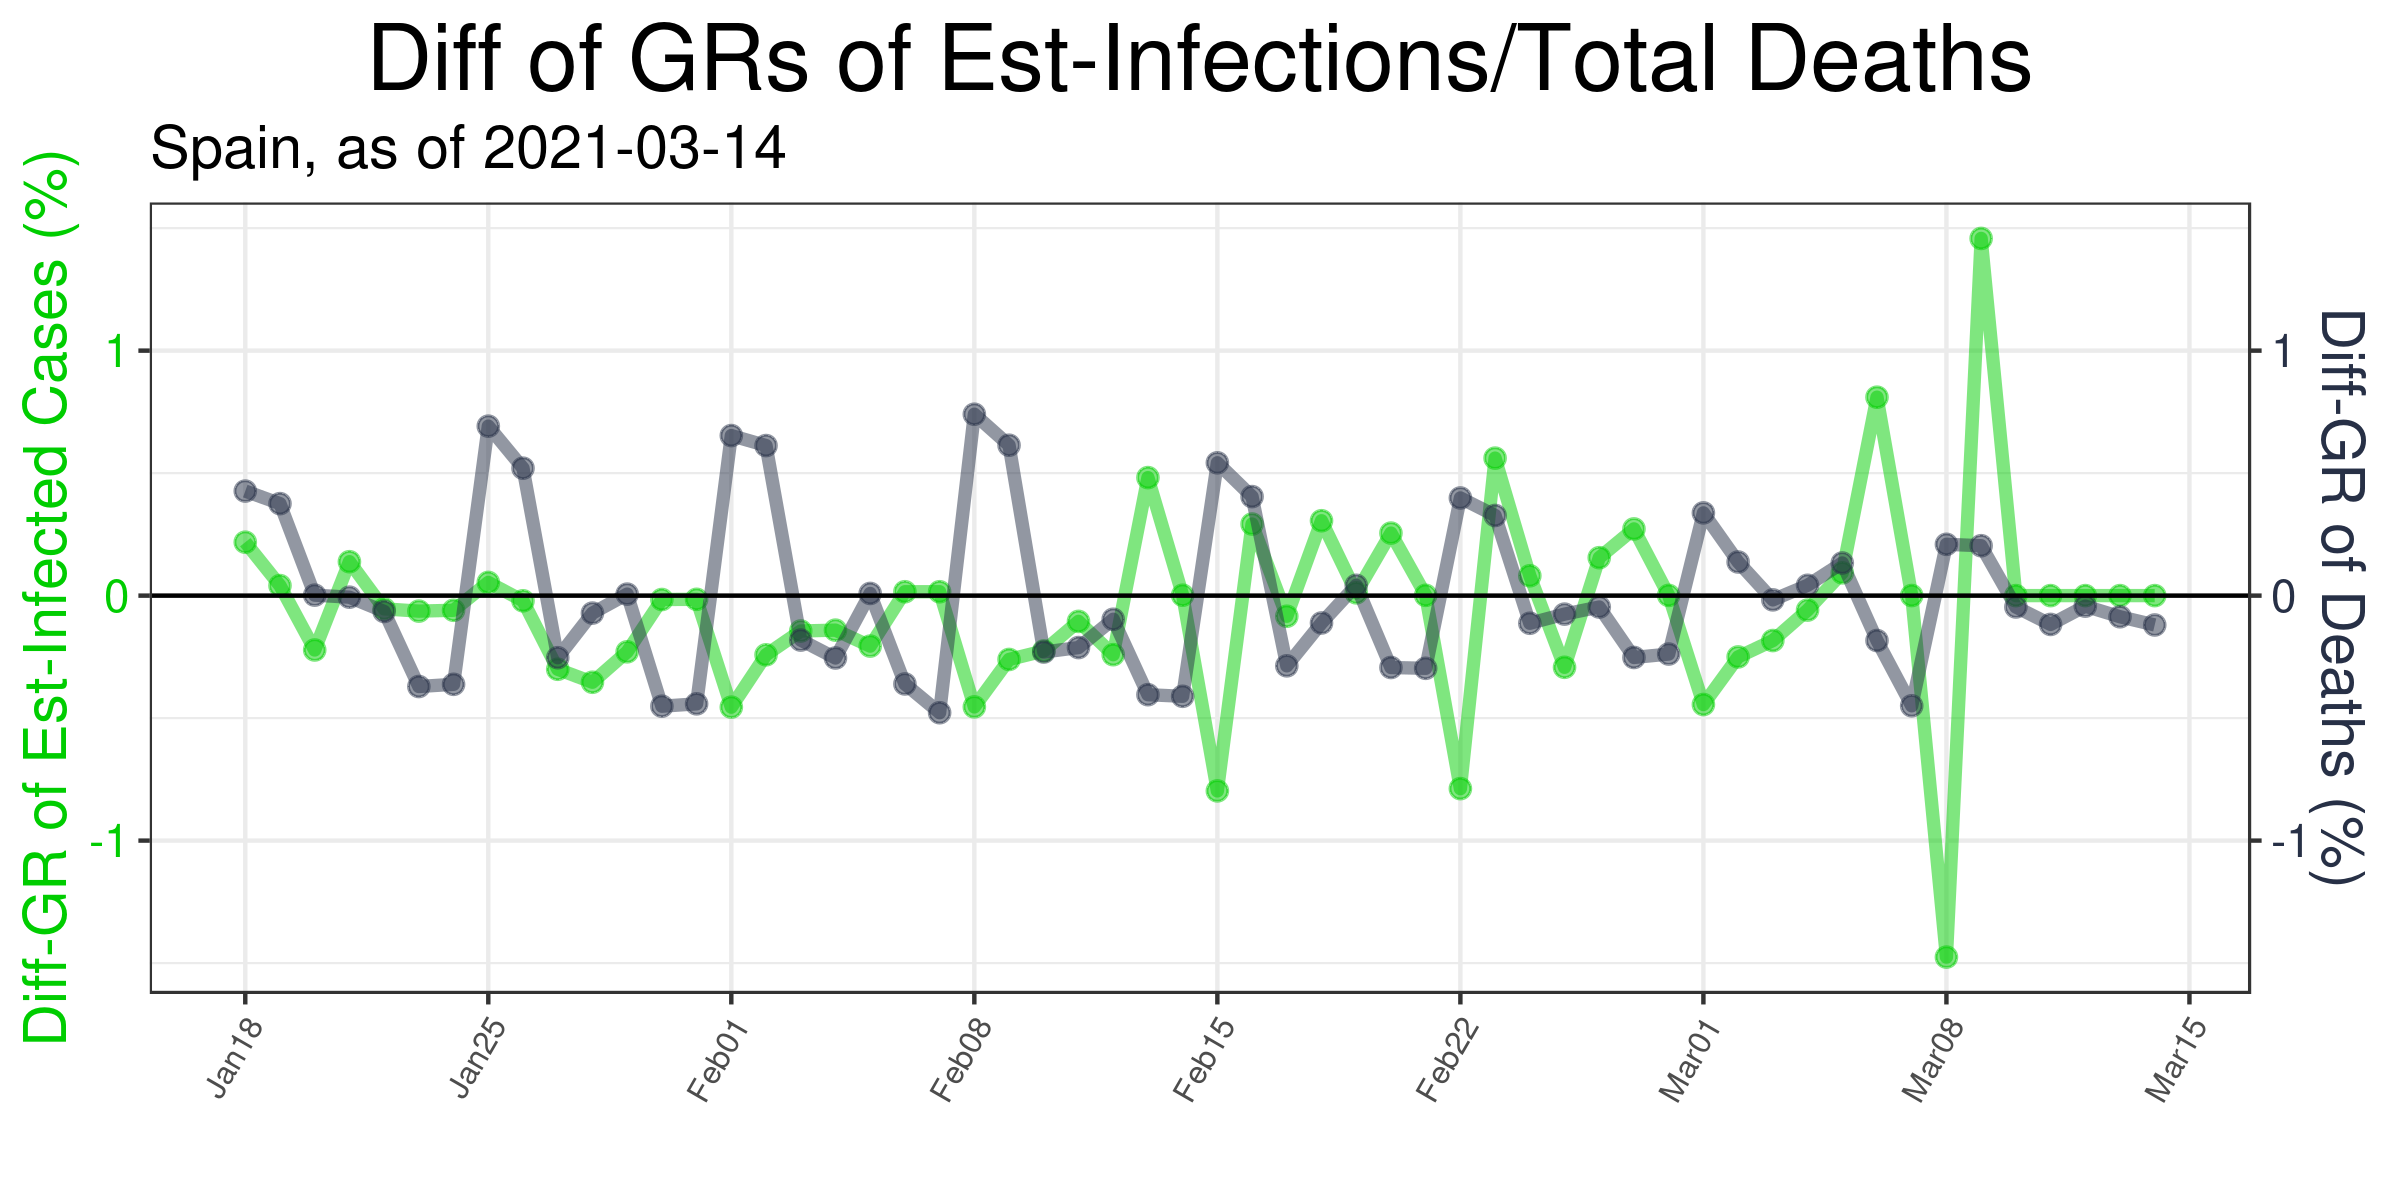 Diff of GRs of Est-Infections/Total Deaths
Spain, as of 2021-03-14
Diff-GR of Est-Infected Cases (%)
1
0
-1
1
0
-1
Diff-GR of Deaths (%)
Jan18
Jan25
Feb01
Feb08
Feb15
Feb22
Mar01
Mar08
Mar15